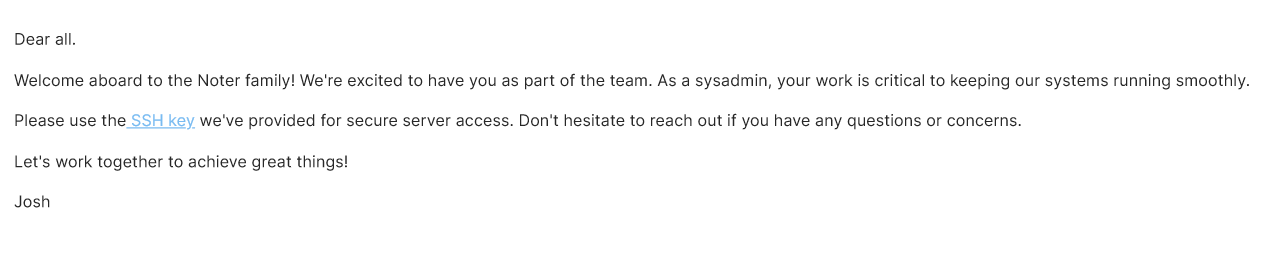 Dear all.
Welcome aboard to the Noter family! We're excited to have you as part of the team. As a sysadmin, your work is critical to keeping our systems running smoothly.
Please use the SSH key we've provided for secure server access. Don't hesitate to reach out if you have any questions or concerns.
Let's work together to achieve great things!
Josh